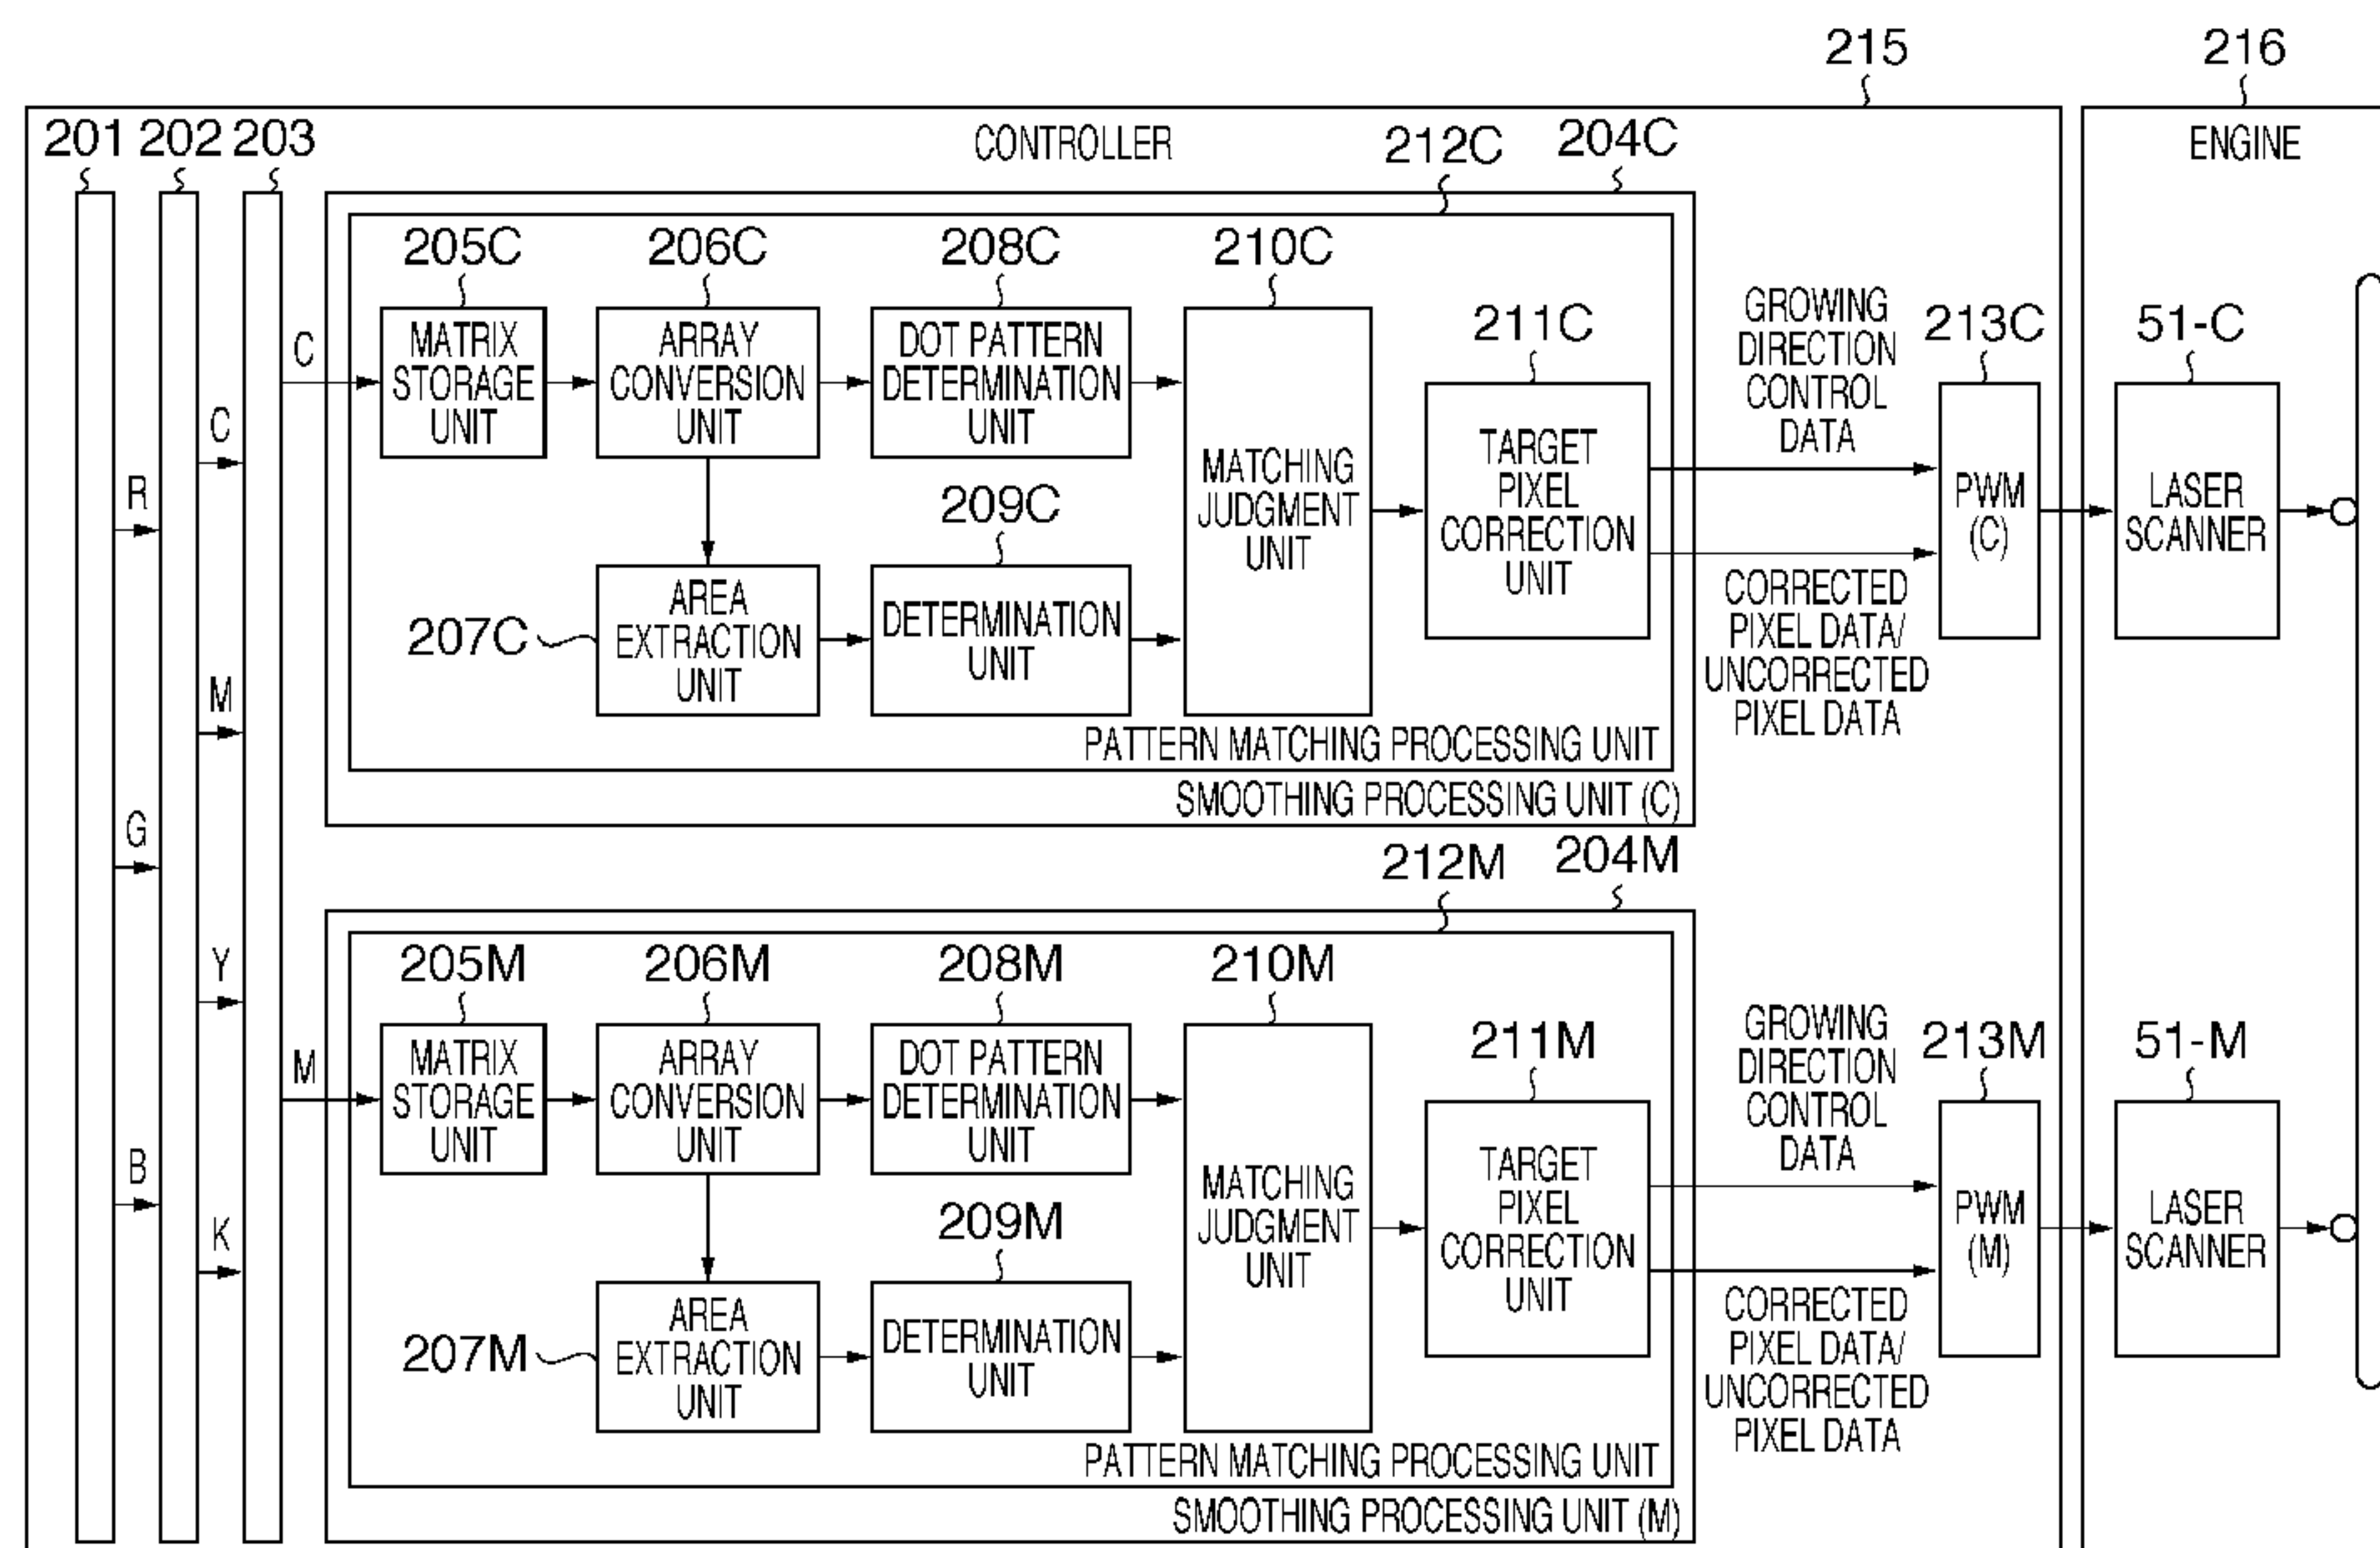 215
216
CONTROLLER
ENGINE
201
202
203
212C
204C
205C
206C
208C
210C
C
MATRIX
STORAGE
UNIT
ARRAY
CONVERSION
UNIT
DOT PATTERN
DETERMINATION
UNIT
MATCHING
JUDGMENT
UNIT
211C
TARGET
PIXEL
CORRECTION
UNIT
GROWING
DIRECTION
CONTROL
DATA
213C
PWM
(C)
51-C
LASER
SCANNER
C
R
209C
207C
AREA
EXTRACTION
UNIT
DETERMINATION
UNIT
CORRECTED
PIXEL DATA/
UNCORRECTED
PIXEL DATA
M
PATTERN MATCHING PROCESSING UNIT
SMOOTHING PROCESSING UNIT (C)
G
212M
204M
205M
206M
208M
210M
Y
M
MATRIX
STORAGE
UNIT
ARRAY
CONVERSION
UNIT
DOT PATTERN
DETERMINATION
UNIT
MATCHING
JUDGMENT
UNIT
211M
TARGET
PIXEL
CORRECTION
UNIT
GROWING
DIRECTION
CONTROL
DATA
213M
PWM
(M)
51-M
LASER
SCANNER
B
K
209M
207M
AREA
EXTRACTION
UNIT
DETERMINATION
UNIT
CORRECTED
PIXEL DATA/
UNCORRECTED
PIXEL DATA
PATTERN MATCHING PROCESSING UNIT
SMOOTHING PROCESSING UNIT (M)